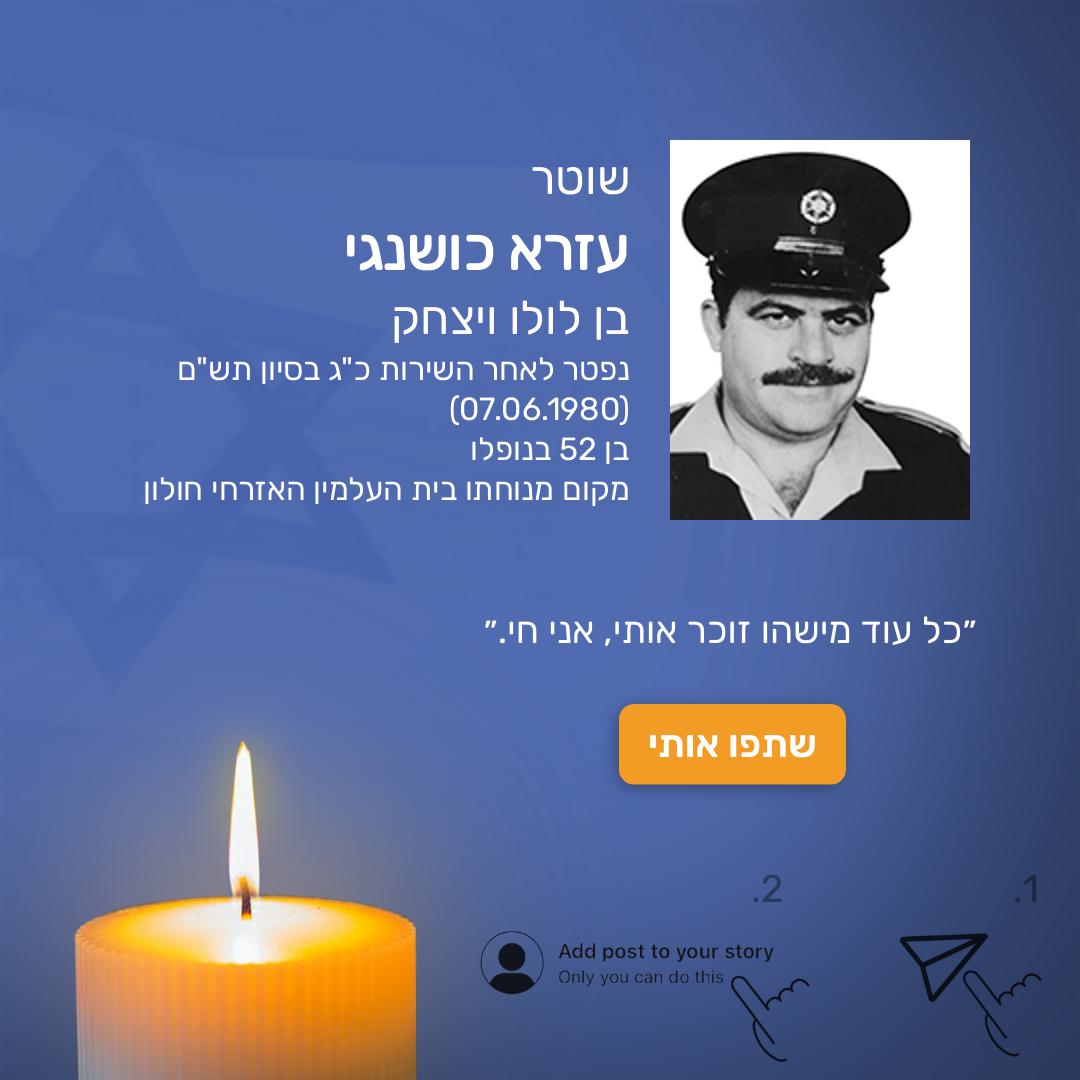 שוטר
עזרא כושנגי
בן לולו ויצחק
נפטר לאחר השירות כ"ג בסיון תש"ם
(07.06.1980)
בן 52 בנופלו
מקום מנוחתו בית העלמין האזרחי חולון
״כל עוד מישהו זוכר אותי, אני חי.״
שתפו אותי
1.
2.
Add post to your story
Only you can do this